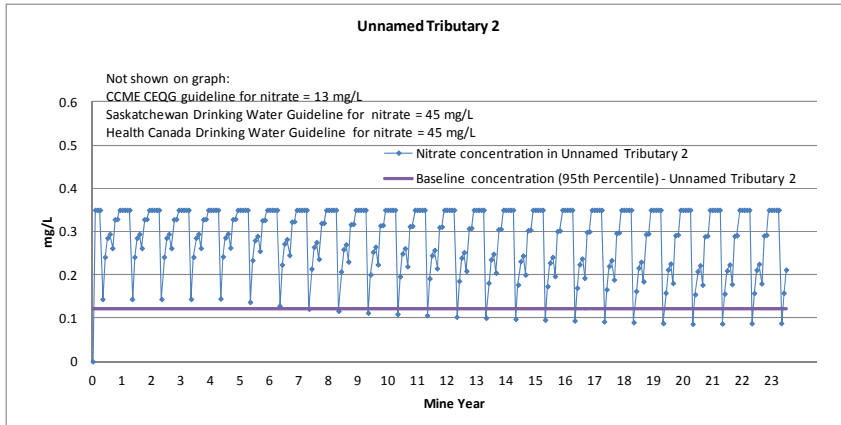 Unnamed Tributary 2
Not shown on graph:
CCME CEQG guideline for nitrate = 13 mg/L
Saskatchewan Drinking Water Guideline for nitrate = 45 mg/L
Health Canada Drinking Water Guideline for nitrate = 45 mg/L
Nitrate concentration in Unnamed Tributary 2
Baseline concentration (95th Percentile) - Unnamed Tributary 2
mg/L
0.6
0.5
0.4
0.3
0.2
0.1
0
0 1 2 3 4 5 6 7 8 9 10 11 12 13 14 15 16 17 18 19 20 21 22 23
Mine Year